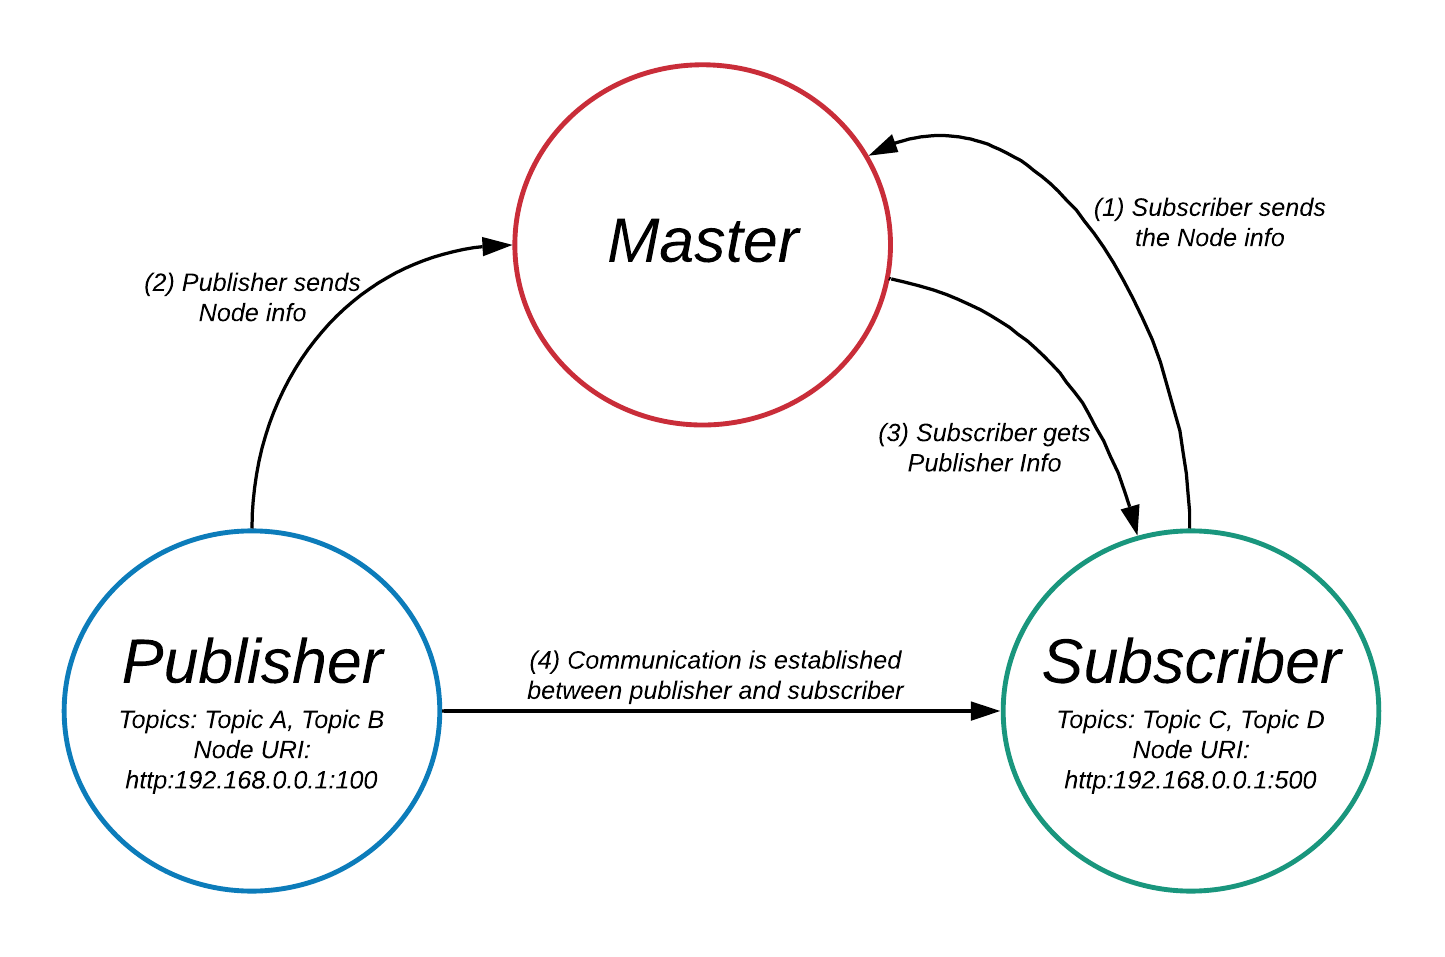 Master
(1) Subscriber sends
the Node info
(2) Publisher sends
Node info
(3) Subscriber gets
Publisher Info
(4) Communication is established
between publisher and subscriber
Publisher
Topics: Topic A, Topic B
Node URI:
http:192.168.0.0.1:100
Subscriber
Topics: Topic C, Topic D
Node URI:
http:192.168.0.0.1:500